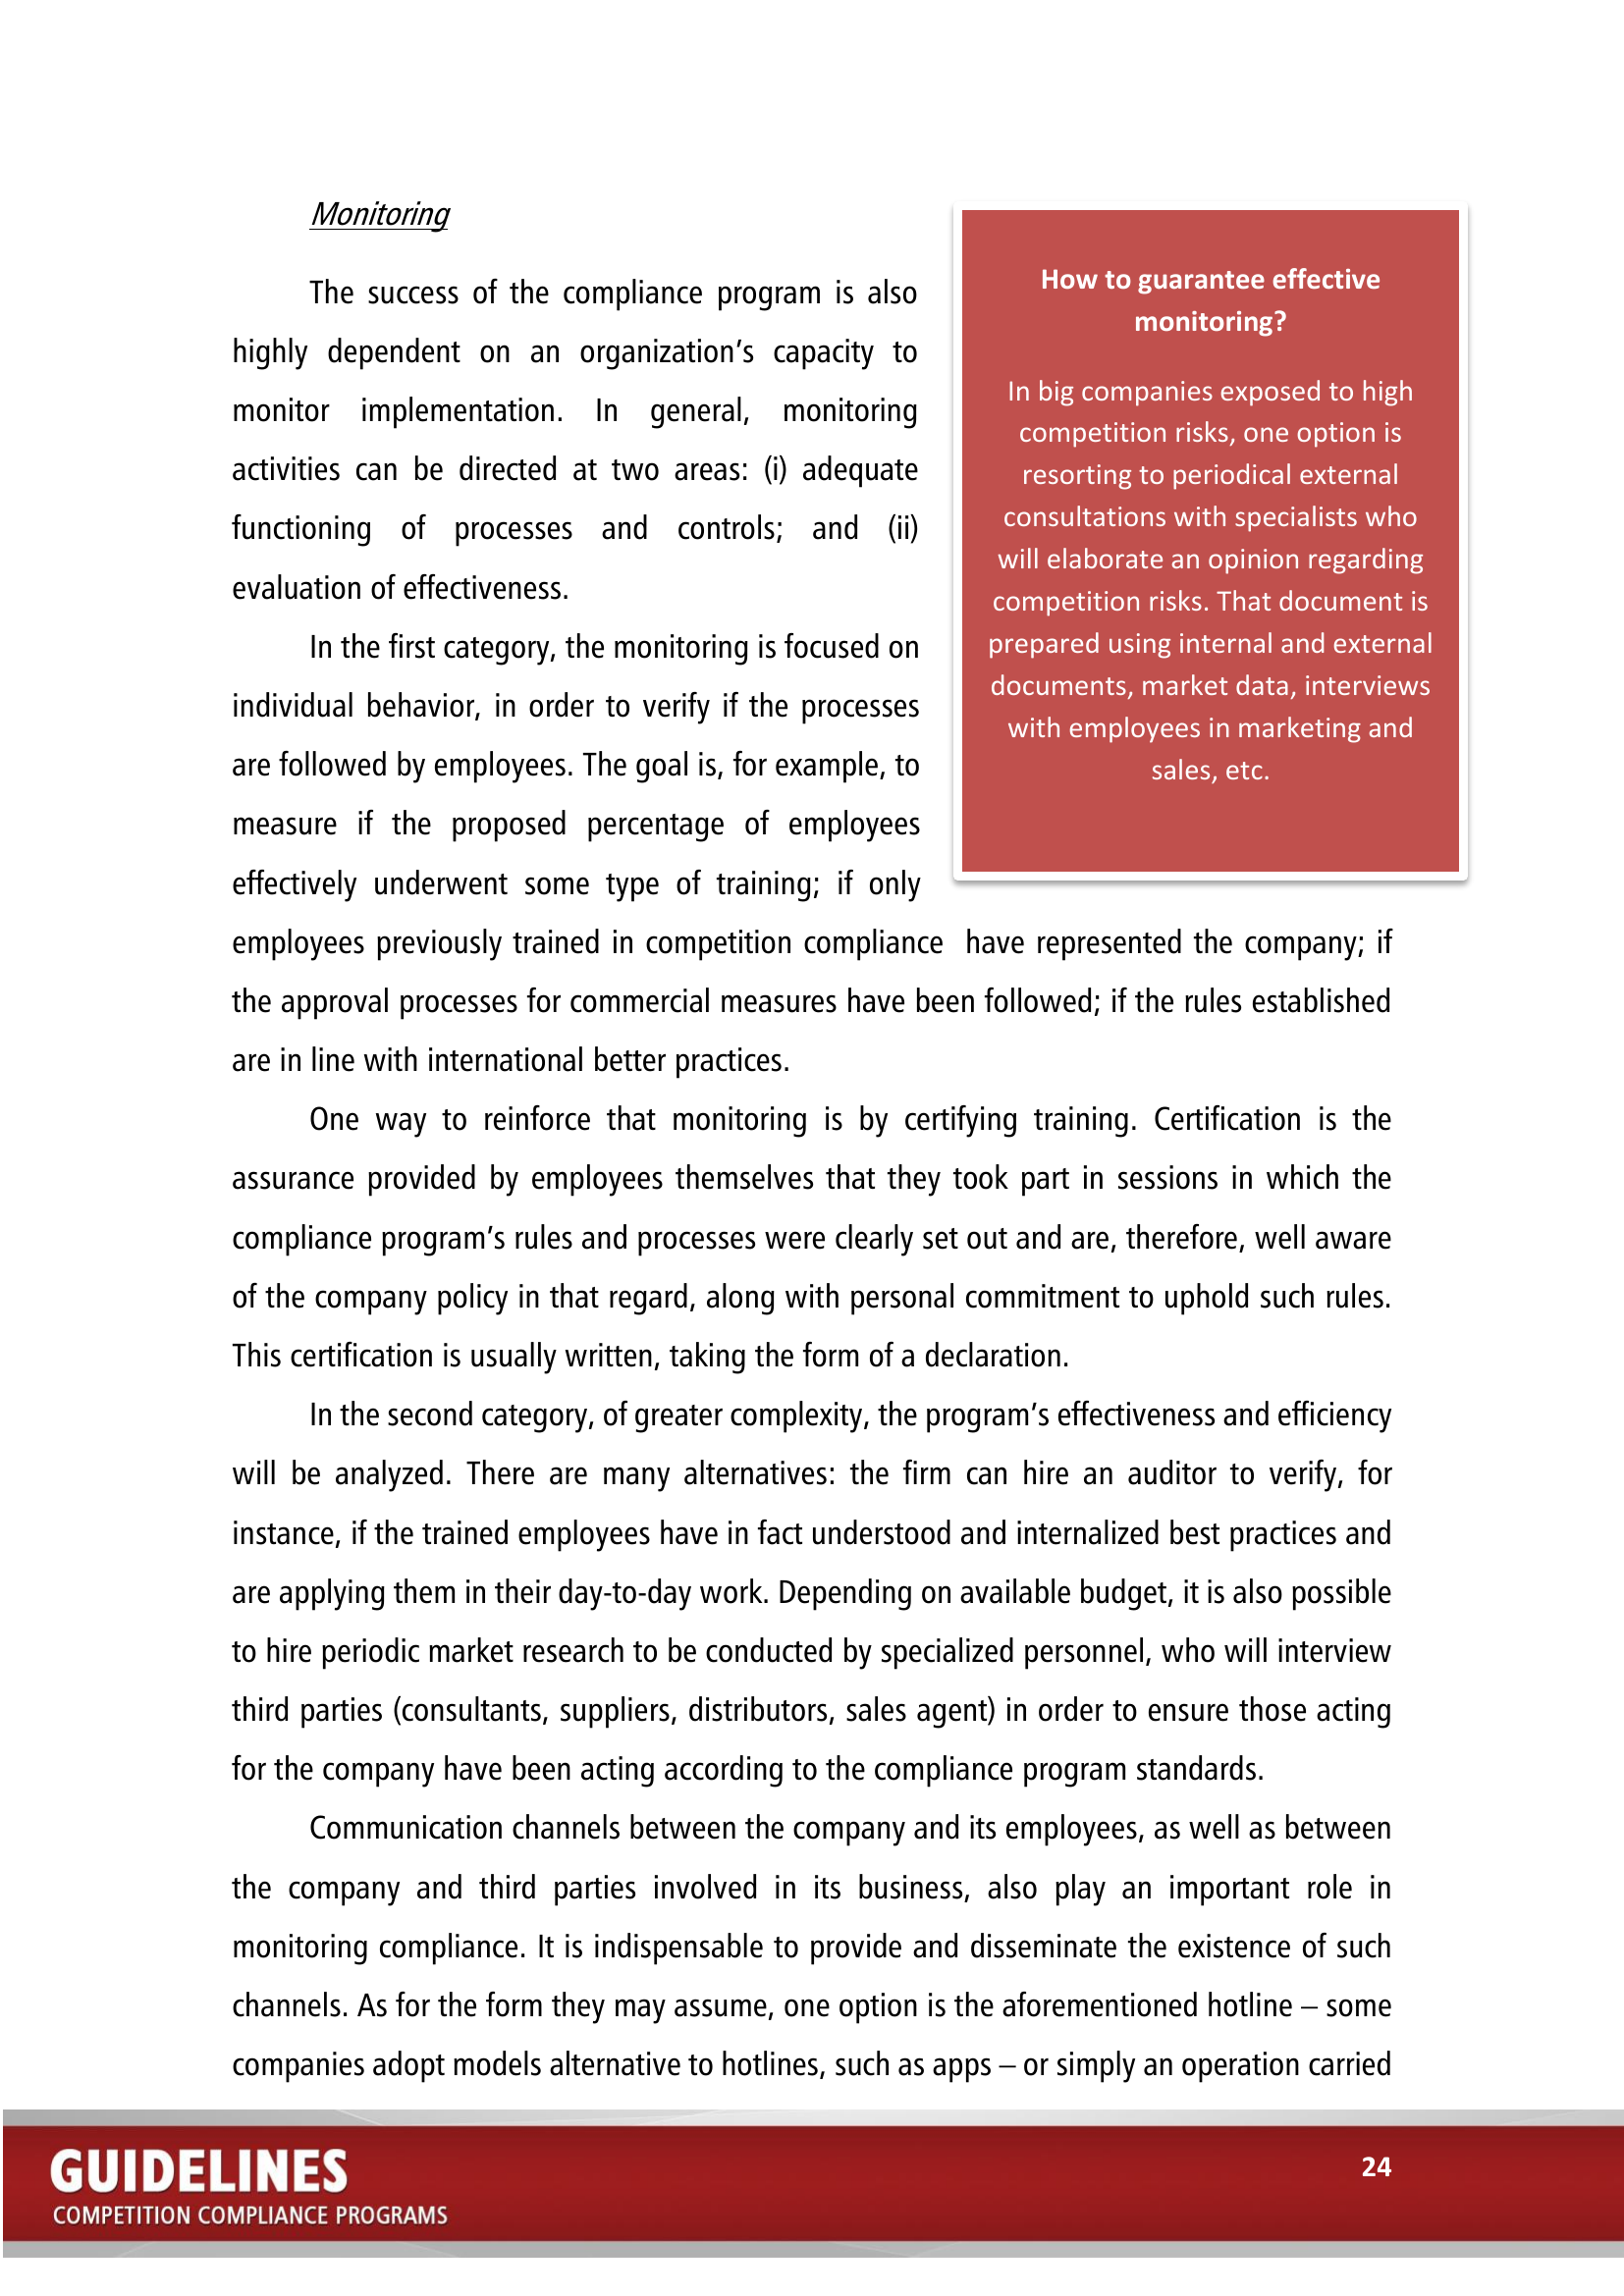 Monitoring
The success of the compliance program is also
highly dependent on an organization’s capacity to
monitor implementation. In general, monitoring
activities can be directed at two areas: (i) adequate
functioning of processes and controls; and (ii)
evaluation of effectiveness.
In the first category, the monitoring is focused on
individual behavior, in order to verify if the processes
are followed by employees. The goal is, for example, to
measure if the proposed percentage of employees
effectively underwent some type of training; if only
employees previously trained in competition compliance have represented the company; if
the approval processes for commercial measures have been followed; if the rules established
are in line with international better practices.
How to guarantee effective
monitoring?
In big companies exposed to high
competition risks, one option is
resorting to periodical external
consultations with specialists who
will elaborate an opinion regarding
competition risks. That document is
prepared using internal and external
documents, market data, interviews
with employees in marketing and
sales, etc.
One way to reinforce that monitoring is by certifying training. Certification is the
assurance provided by employees themselves that they took part in sessions in which the
compliance program’s rules and processes were clearly set out and are, therefore, well aware
of the company policy in that regard, along with personal commitment to uphold such rules.
This certification is usually written, taking the form of a declaration.
In the second category, of greater complexity, the program’s effectiveness and efficiency
will be analyzed. There are many alternatives: the firm can hire an auditor to verify, for
instance, if the trained employees have in fact understood and internalized best practices and
are applying them in their day-to-day work. Depending on available budget, it is also possible
to hire periodic market research to be conducted by specialized personnel, who will interview
third parties (consultants, suppliers, distributors, sales agent) in order to ensure those acting
for the company have been acting according to the compliance program standards.
Communication channels between the company and its employees, as well as between
the company and third parties involved in its business, also play an important role in
monitoring compliance. It is indispensable to provide and disseminate the existence of such
channels. As for the form they may assume, one option is the aforementioned hotline – some
companies adopt models alternative to hotlines, such as apps – or simply an operation carried
GUIDELINES
COMPETITION COMPLIANCE PROGRAMS
24